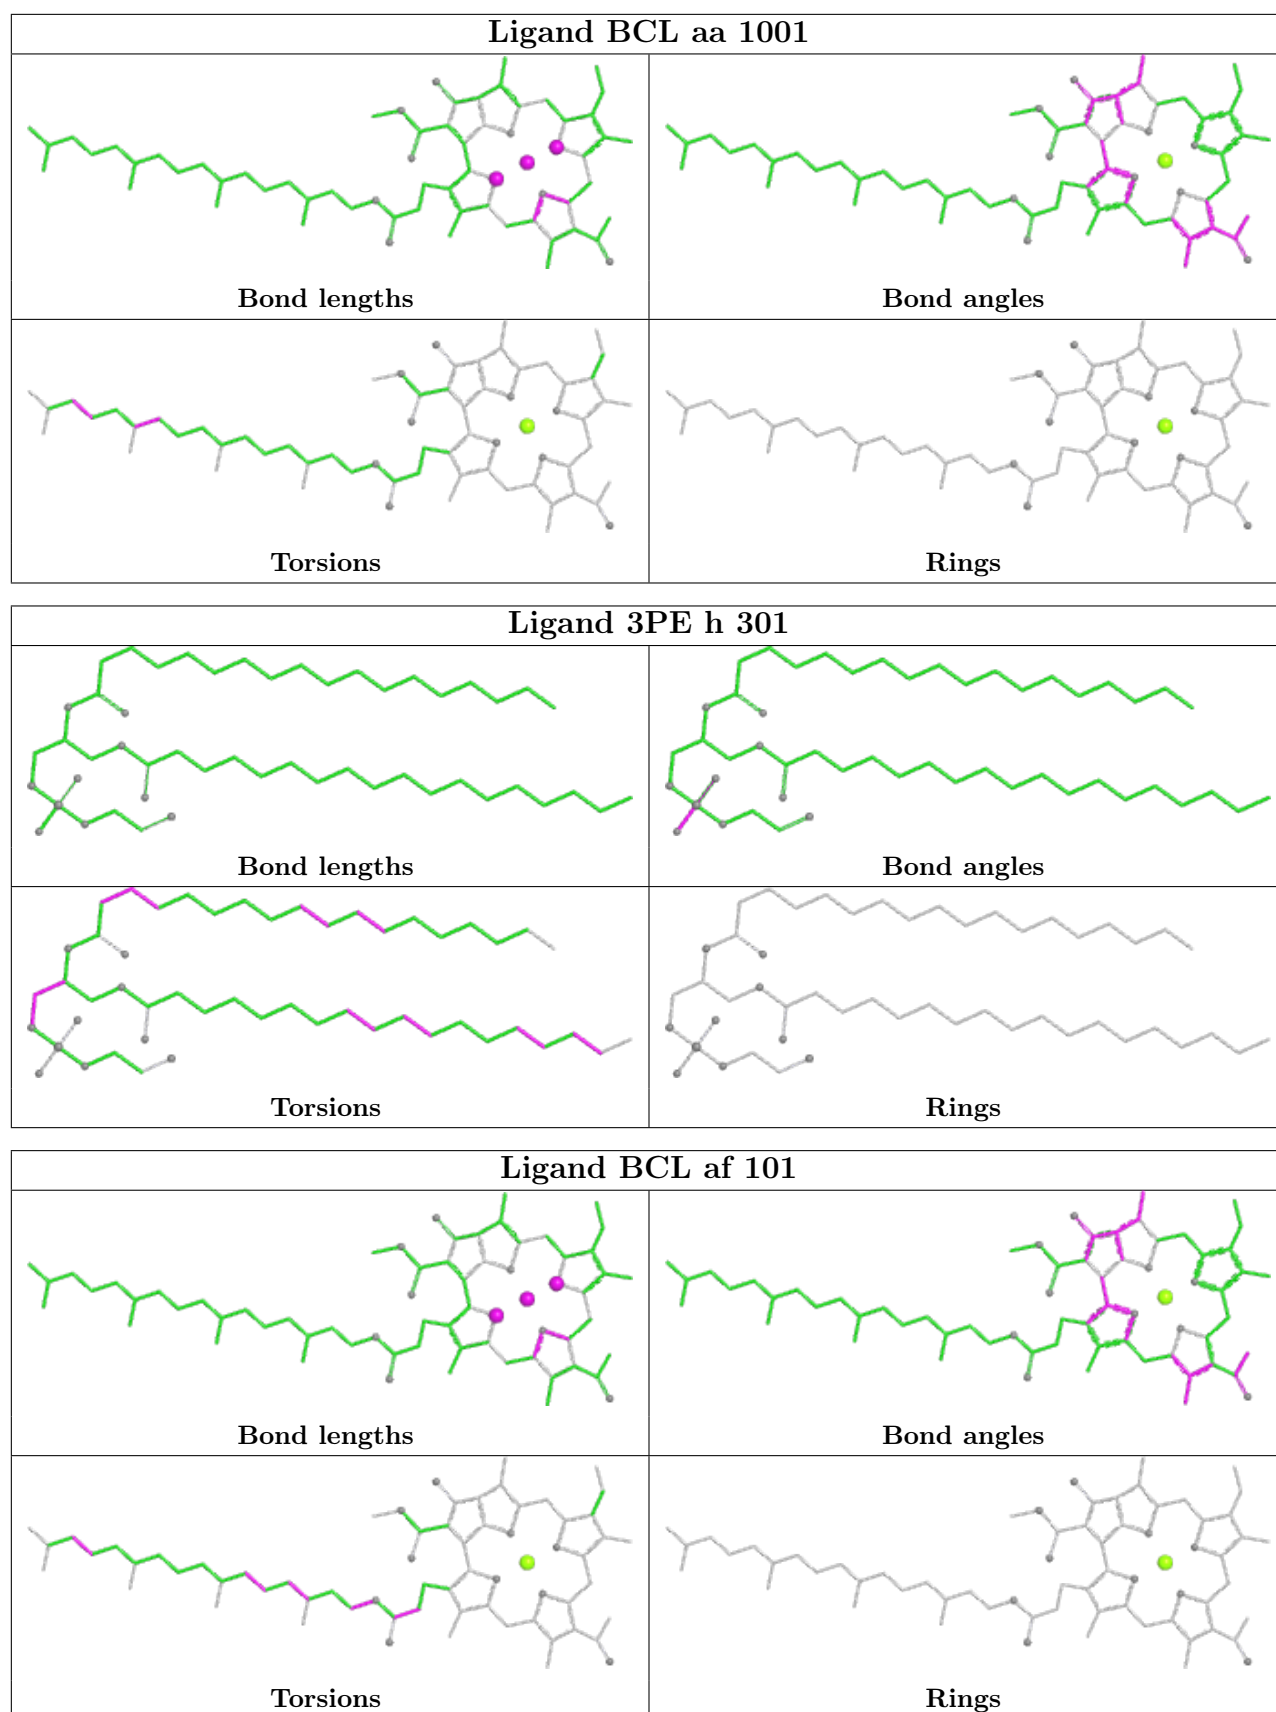 Ligand BCL aa 1001
Bond lengths
Bond angles
Torsions
Rings
Ligand 3PE h 301
Bond lengths
Bond angles
Torsions
Rings
Ligand BCL af 101
Bond lengths
Bond angles
Torsions
Rings